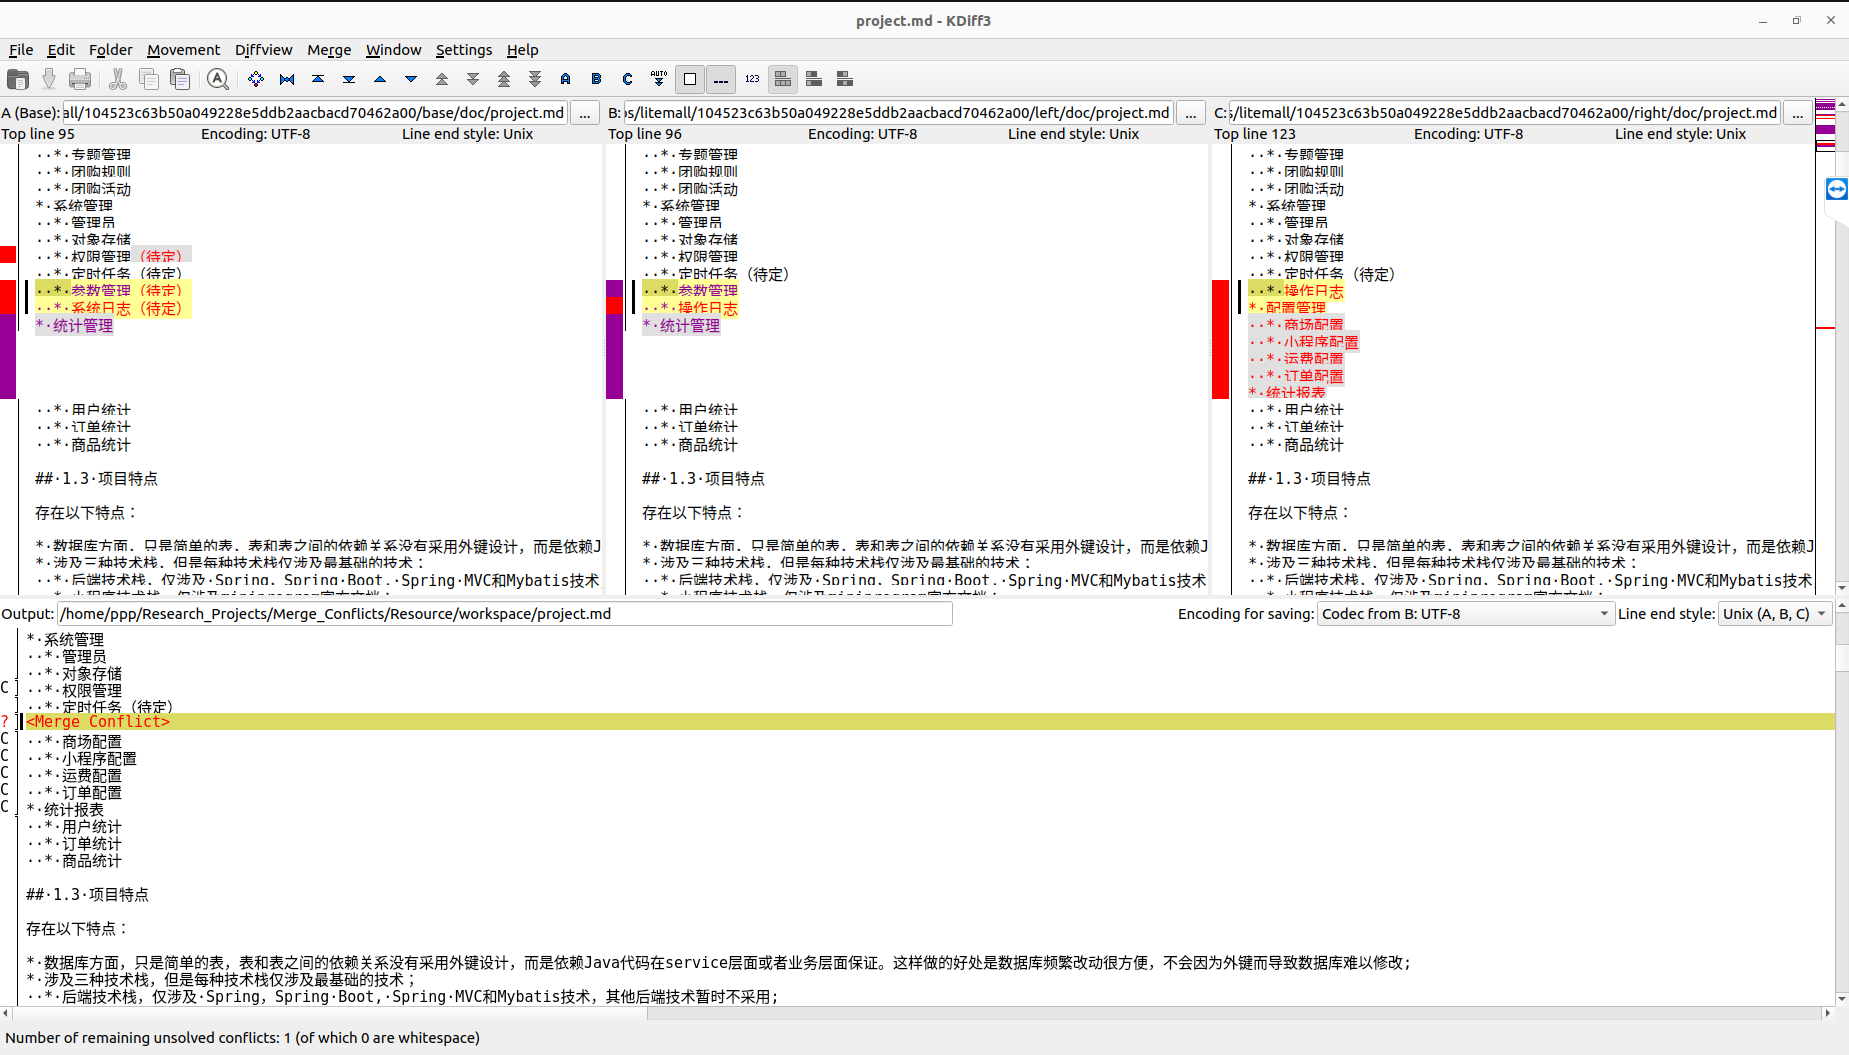 project.md - KDiff3
File Edit Folder Movement Diffview Merge Window Settings Help
A B C AUTO 123
A (Base): all/104523c63b50a049228e5ddb2aacbacd70462a00/base/doc/project.md ...
Top line 95 Encoding: UTF-8 Line end style: Unix
··*·专题管理
··*·团购规则
··*·团购活动
*·系统管理
··*·管理员
··*·对象存储
··*·权限管理（待定）
··*·定时任务（待定）
··*·参数管理（待定）
··*·系统日志（待定）
*·统计管理
··*·用户统计
··*·订单统计
··*·商品统计
##·1.3·项目特点
存在以下特点：
*·数据库方面，只是简单的表，表和表之间的依赖关系没有采用外键设计，而是依赖J
*·涉及三种技术栈，但是每种技术栈仅涉及最基础的技术；
··*·后端技术栈，仅涉及·Spring，Spring·Boot,·Spring·MVC和Mybatis技术
B: os/litemall/104523c63b50a049228e5ddb2aacbacd70462a00/left/doc/project.md ...
Top line 96 Encoding: UTF-8 Line end style: Unix
··*·专题管理
··*·团购规则
··*·团购活动
*·系统管理
··*·管理员
··*·对象存储
··*·权限管理
··*·定时任务（待定）
··*·参数管理
··*·操作日志
*·统计管理
··*·用户统计
··*·订单统计
··*·商品统计
##·1.3·项目特点
存在以下特点：
*·数据库方面，只是简单的表，表和表之间的依赖关系没有采用外键设计，而是依赖J
*·涉及三种技术栈，但是每种技术栈仅涉及最基础的技术；
··*·后端技术栈，仅涉及·Spring，Spring·Boot,·Spring·MVC和Mybatis技术
C: s/litemall/104523c63b50a049228e5ddb2aacbacd70462a00/right/doc/project.md ...
Top line 123 Encoding: UTF-8 Line end style: Unix
··*·专题管理
··*·团购规则
··*·团购活动
*·系统管理
··*·管理员
··*·对象存储
··*·权限管理
··*·定时任务（待定）
··*·操作日志
*·配置管理
··*·商场配置
··*·小程序配置
··*·运费配置
··*·订单配置
*·统计报表
··*·用户统计
··*·订单统计
··*·商品统计
##·1.3·项目特点
存在以下特点：
*·数据库方面，只是简单的表，表和表之间的依赖关系没有采用外键设计，而是依赖J
*·涉及三种技术栈，但是每种技术栈仅涉及最基础的技术；
··*·后端技术栈，仅涉及·Spring，Spring·Boot,·Spring·MVC和Mybatis技术
Output: /home/ppp/Research_Projects/Merge_Conflicts/Resource/workspace/project.md Encoding for saving: Codec from B: UTF-8 Line end style: Unix (A, B, C)
*·系统管理
··*·管理员
··*·对象存储
C ··*·权限管理
··*·定时任务（待定）
? <Merge Conflict>
C ··*·商场配置
C ··*·小程序配置
C ··*·运费配置
C ··*·订单配置
C *·统计报表
··*·用户统计
··*·订单统计
··*·商品统计
##·1.3·项目特点
存在以下特点：
*·数据库方面，只是简单的表，表和表之间的依赖关系没有采用外键设计，而是依赖Java代码在service层面或者业务层面保证。这样做的好处是数据库频繁改动很方便，不会因为外键而导致数据库难以修改;
*·涉及三种技术栈，但是每种技术栈仅涉及最基础的技术；
··*·后端技术栈，仅涉及·Spring，Spring·Boot,·Spring·MVC和Mybatis技术，其他后端技术暂时不采用;
Number of remaining unsolved conflicts: 1 (of which 0 are whitespace)